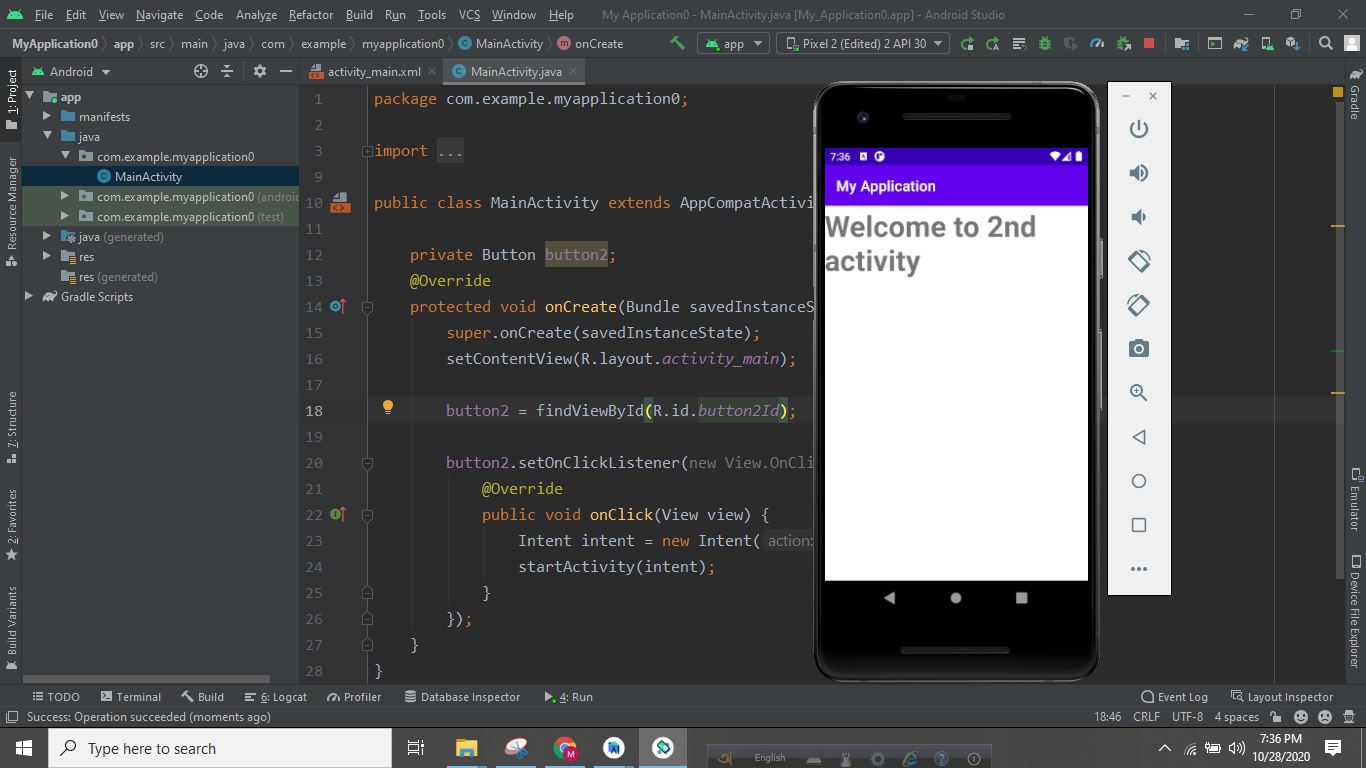 File Edit View Navigate Code Analyze Refactor Build Run Tools VCS Window Help My Application0 - MainActivity.java [My_Application0.app] - Android Studio
MyApplication0 app src main java com example myapplication0 MainActivity onCreate app Pixel 2 (Edited) 2 API 30
Android
activity_main.xml MainActivity.java
1: Project
Resource Manager
7: Structure
2: Favorites
Build Variants
app
manifests
java
com.example.myapplication0
MainActivity
com.example.myapplication0 (androi
com.example.myapplication0 (test)
java (generated)
res
res (generated)
Gradle Scripts
1 package com.example.myapplication0;
2
3 import ...
9
10 public class MainActivity extends AppCompatActivi
11
12 private Button button2;
13 @Override
14 protected void onCreate(Bundle savedInstanceS
15 super.onCreate(savedInstanceState);
16 setContentView(R.layout.activity_main);
17
18 button2 = findViewById(R.id.button2Id);
19
20 button2.setOnClickListener(new View.OnCli
21 @Override
22 public void onClick(View view) {
23 Intent intent = new Intent( action:
24 startActivity(intent);
25 }
26 });
27 }
28 }
7:36
My Application
Welcome to 2nd
activity
Gradle
Emulator
Device File Explorer
TODO Terminal Build 6: Logcat Profiler Database Inspector 4: Run Event Log Layout Inspector
Success: Operation succeeded (moments ago) 18:46 CRLF UTF-8 4 spaces
Type here to search
M
অ English
7:36 PM
10/28/2020